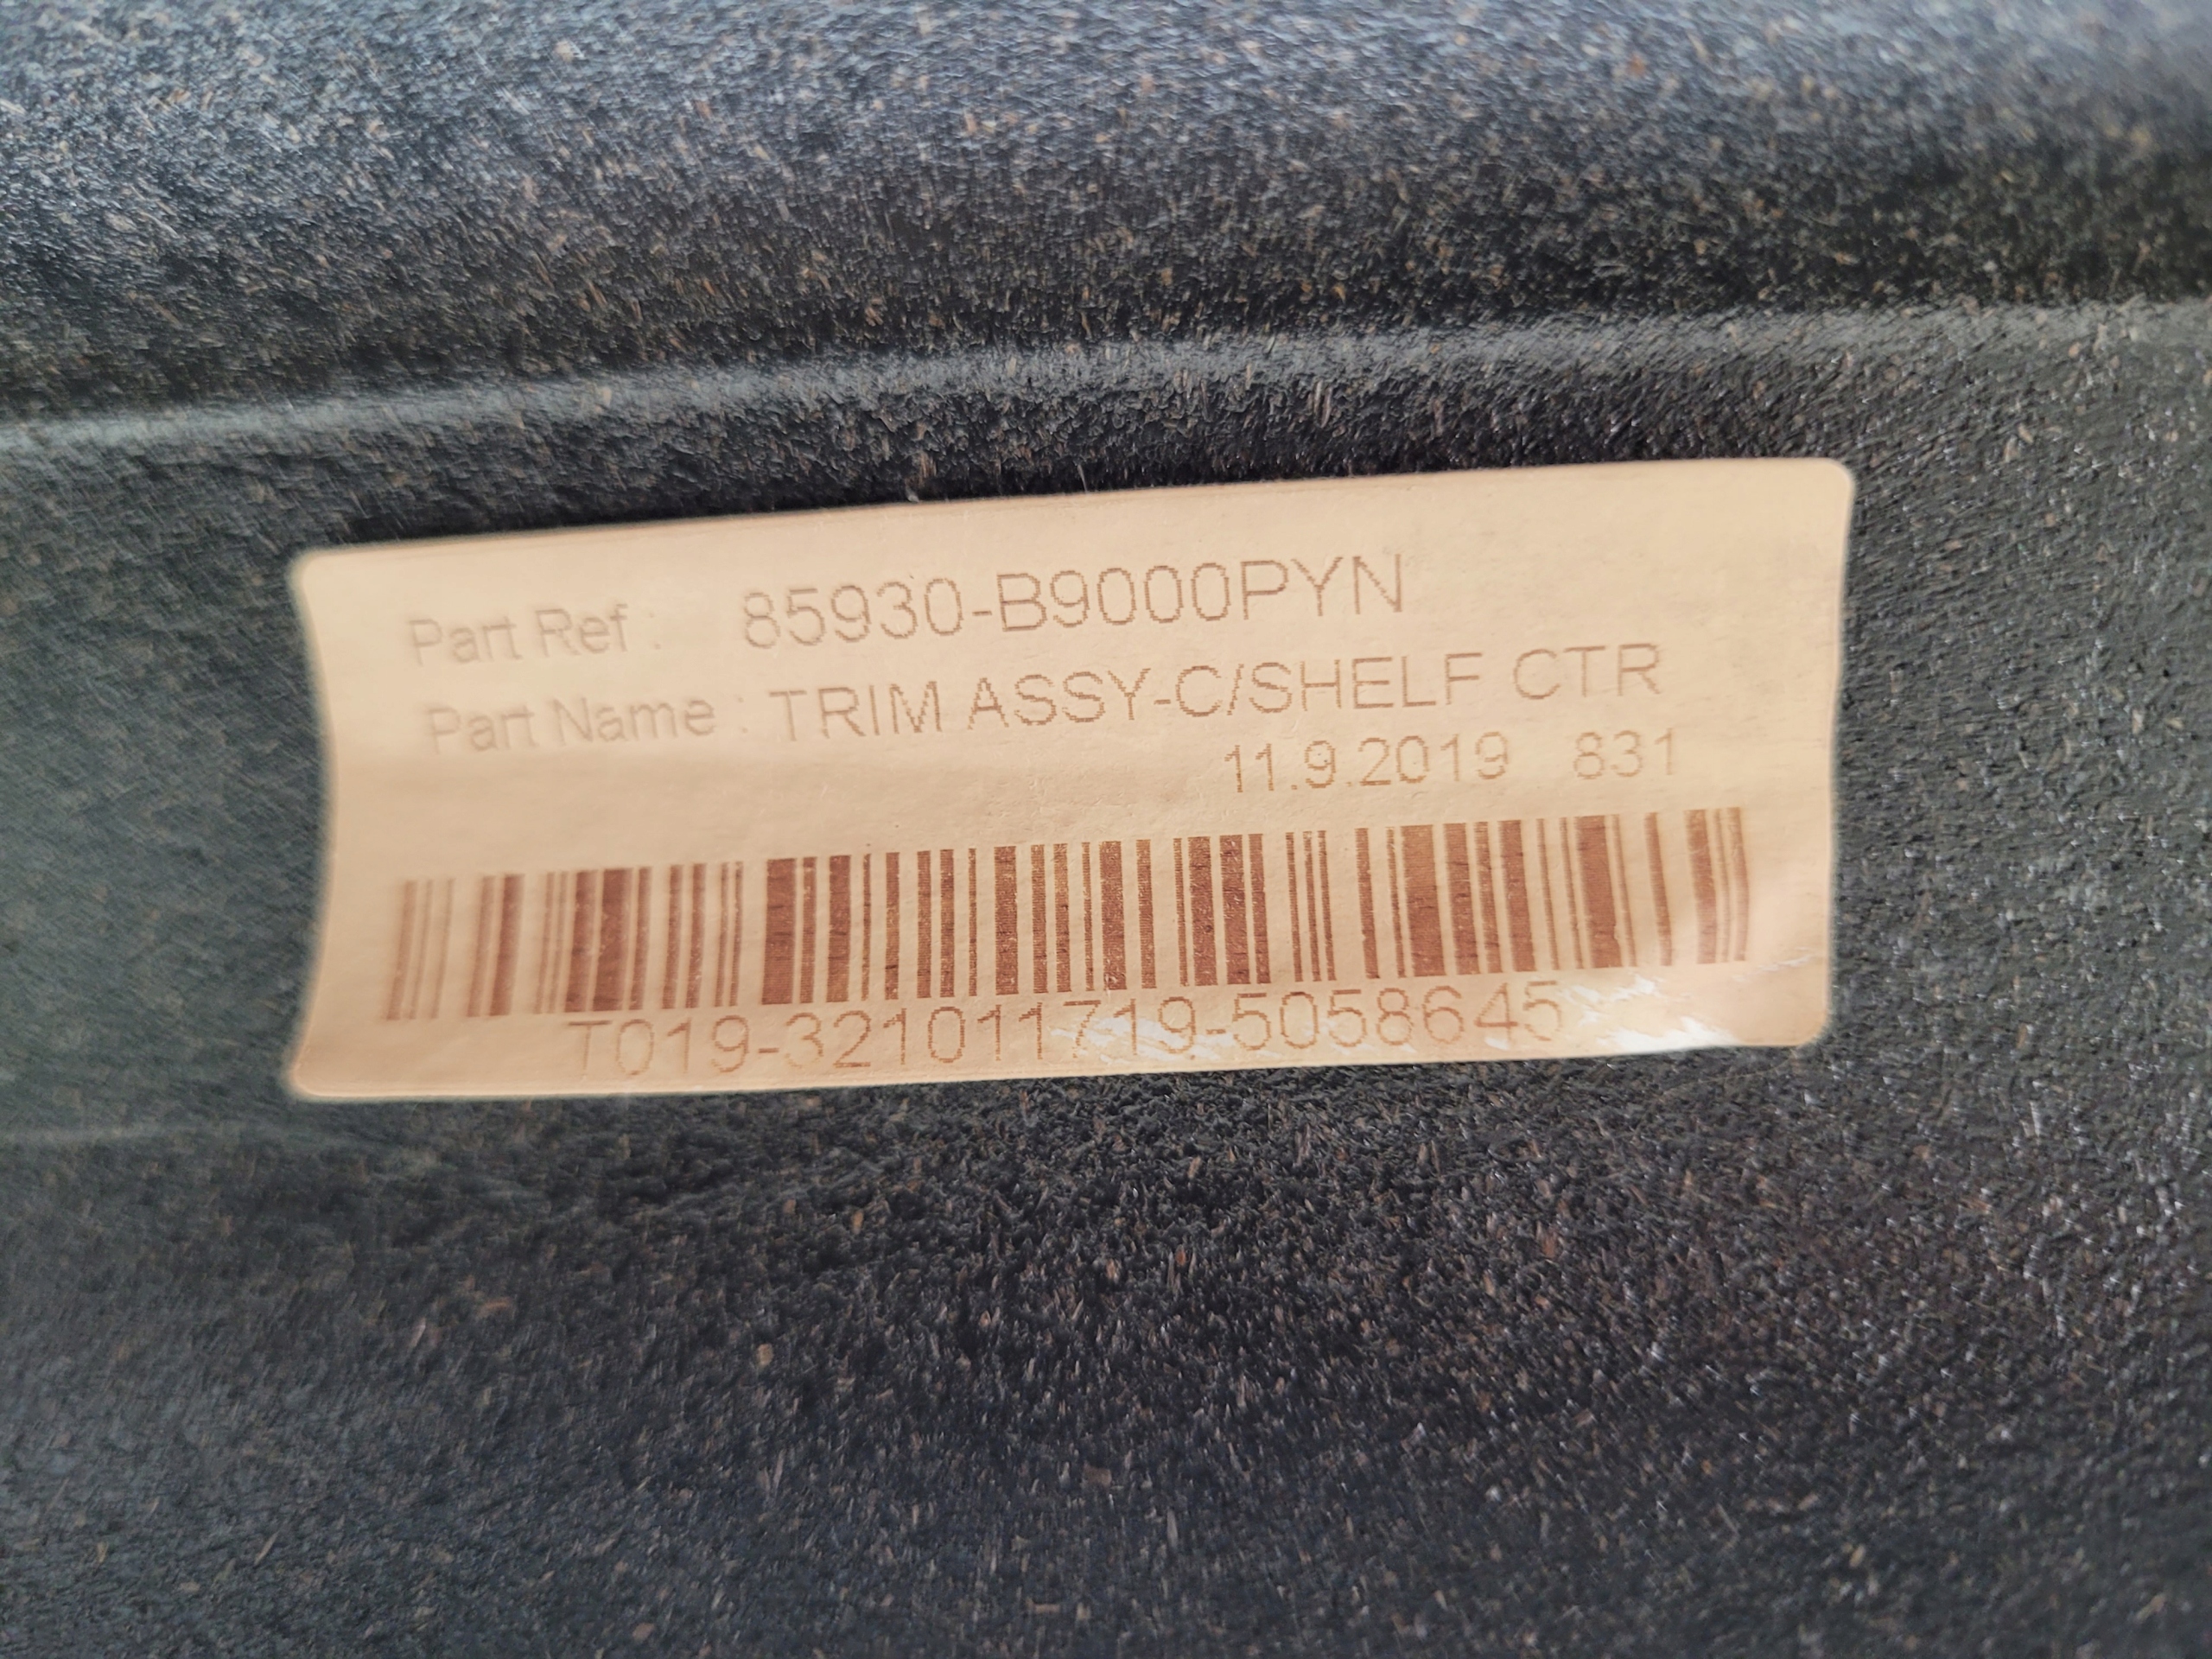 Part Ref : 85930-B9000PYN
Part Name : TRIM ASSY-C/SHELF CTR
11.9.2019 831
T019-321011719-5058645